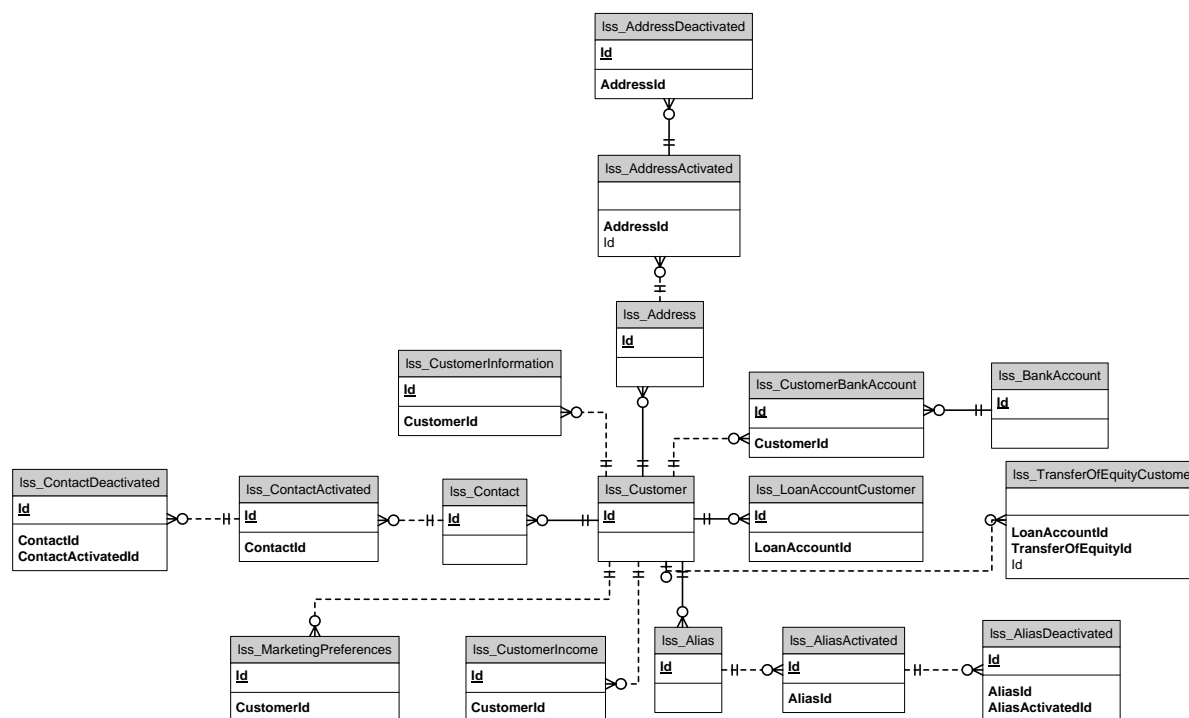 lss_AddressDeactivated
Id
AddressId
lss_AddressActivated
AddressId
Id
lss_Address
Id
lss_CustomerInformation
Id
CustomerId
lss_CustomerBankAccount
Id
CustomerId
lss_BankAccount
Id
lss_ContactDeactivated
Id
ContactId
ContactActivatedId
lss_ContactActivated
Id
ContactId
lss_Contact
Id
lss_Customer
Id
lss_LoanAccountCustomer
Id
LoanAccountId
lss_TransferOfEquityCustome
LoanAccountId
TransferOfEquityId
Id
lss_MarketingPreferences
Id
CustomerId
lss_CustomerIncome
Id
CustomerId
lss_Alias
Id
lss_AliasActivated
Id
AliasId
lss_AliasDeactivated
Id
AliasId
AliasActivatedId